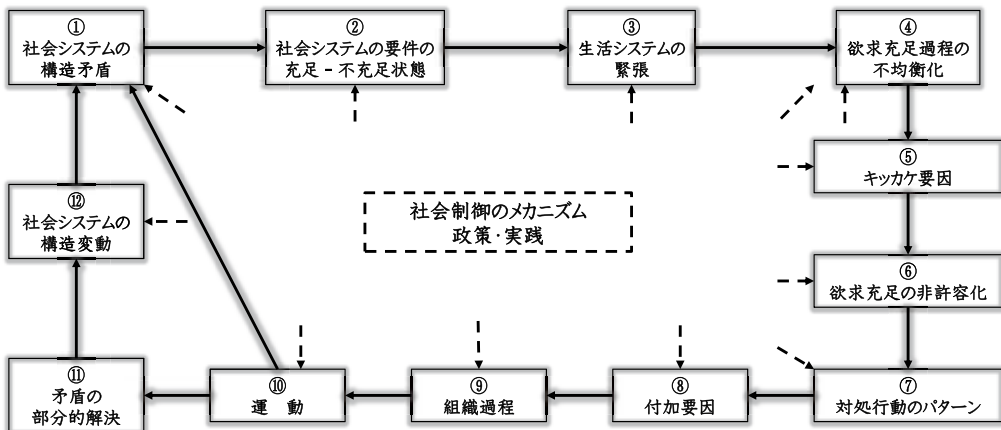 ①
社会システムの
構造矛盾
②
社会システムの要件の
充足－不充足状態
③
生活システムの
緊張
④
欲求充足過程の
不均衡化
⑤
キッカケ要因
⑥
欲求充足の非許容化
⑦
対処行動のパターン
⑧
付加要因
⑨
組織過程
⑩
運　動
⑪
矛盾の
部分的解決
⑫
社会システムの
構造変動
社会制御のメカニズム
政策・実践